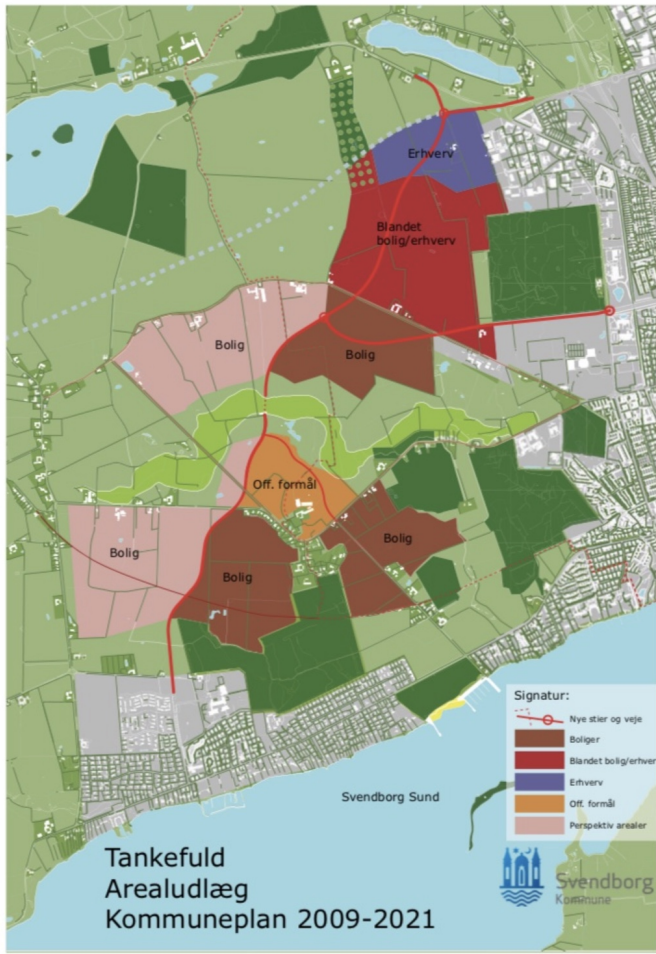 Erhverv
Blandet
bolig/erhverv
Bolig
Bolig
Off. formål
Bolig
Bolig
Bolig
Signatur:
Nye stier og veje
Boliger
Blandet bolig/erhver
Erhverv
Off. formål
Perspektiv arealer
Svendborg Sund
Tankefuld
Arealudlæg
Kommuneplan 2009-2021
Svendborg
Kommune